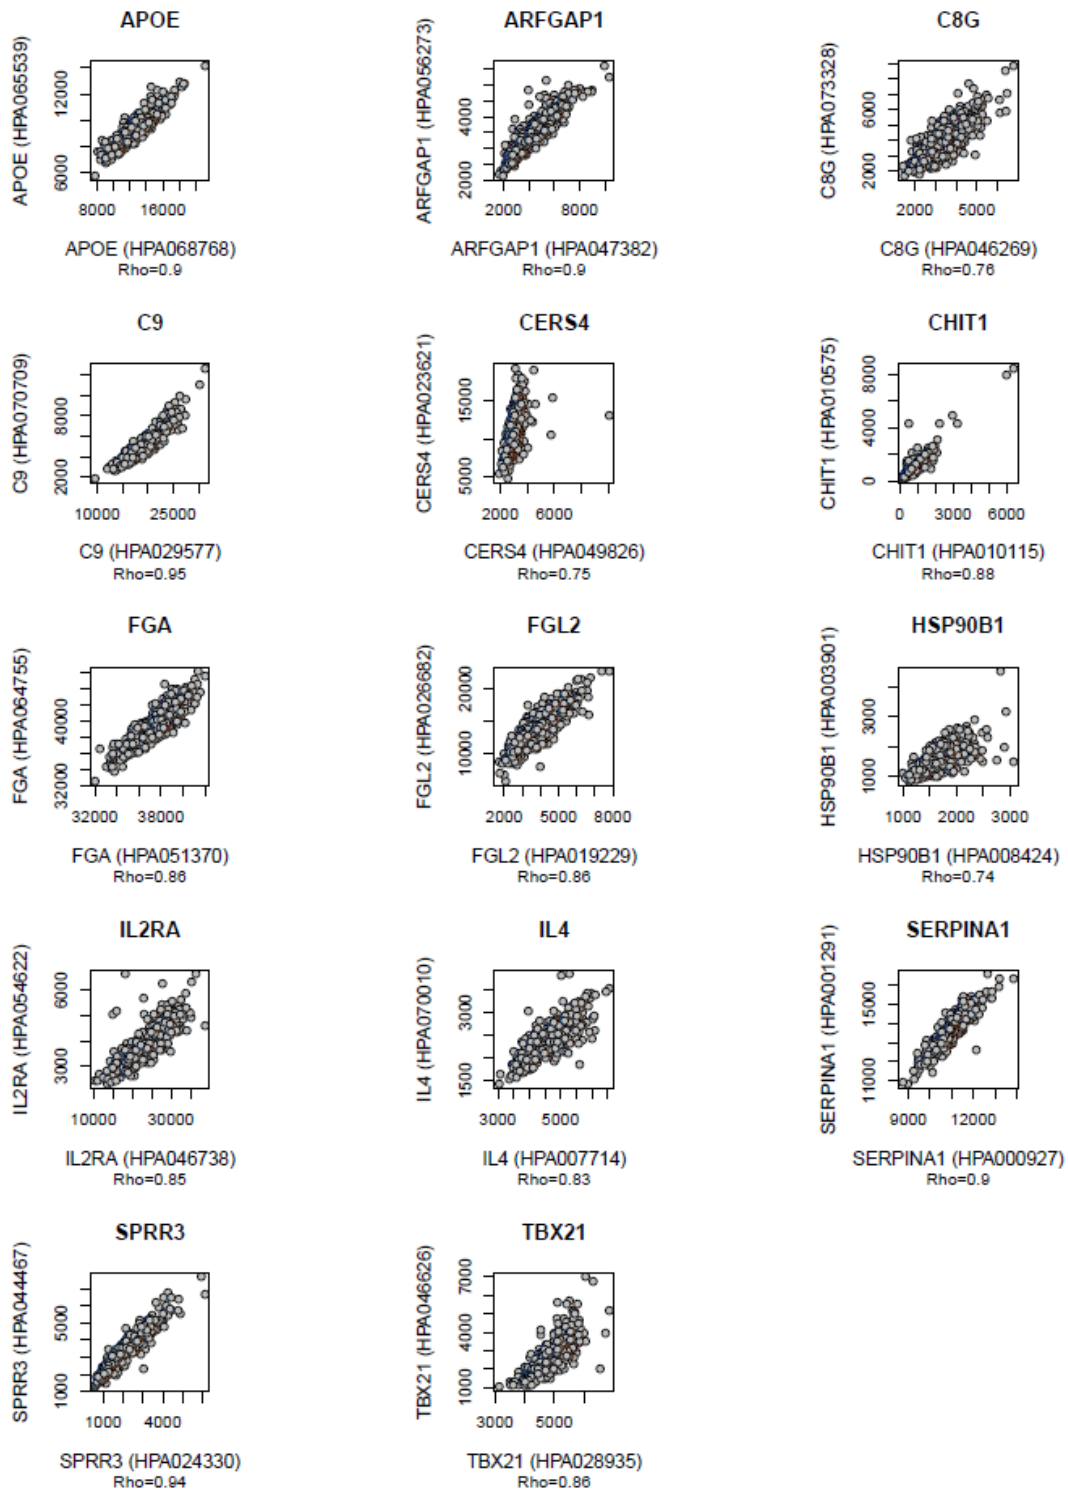 APOE
APOE (HPA065539)
12000
6000
8000 16000
APOE (HPA068768)
Rho=0.9
ARFGAP1
ARFGAP1 (HPA056273)
4000
2000
2000 8000
ARFGAP1 (HPA047382)
Rho=0.9
C8G
C8G (HPA073328)
6000
2000
2000 5000
C8G (HPA046269)
Rho=0.76
C9
C9 (HPA070709)
8000
2000
10000 25000
C9 (HPA029577)
Rho=0.95
CERS4
CERS4 (HPA023621)
15000
5000
2000 6000
CERS4 (HPA049826)
Rho=0.75
CHIT1
CHIT1 (HPA010575)
8000
4000
0
0 3000 6000
CHIT1 (HPA010115)
Rho=0.88
FGA
FGA (HPA064755)
40000
32000
32000 38000
FGA (HPA051370)
Rho=0.86
FGL2
FGL2 (HPA026682)
20000
10000
2000 5000 8000
FGL2 (HPA019229)
Rho=0.86
HSP90B1
HSP90B1 (HPA003901)
3000
1000
1000 2000 3000
HSP90B1 (HPA008424)
Rho=0.74
IL2RA
IL2RA (HPA054622)
6000
3000
10000 30000
IL2RA (HPA046738)
Rho=0.85
IL4
IL4 (HPA070010)
3000
1500
3000 5000
IL4 (HPA007714)
Rho=0.83
SERPINA1
SERPINA1 (HPA001291)
15000
11000
9000 12000
SERPINA1 (HPA000927)
Rho=0.9
SPRR3
SPRR3 (HPA044467)
5000
1000
1000 4000
SPRR3 (HPA024330)
Rho=0.94
TBX21
TBX21 (HPA046626)
7000
4000
1000
3000 5000
TBX21 (HPA028935)
Rho=0.86